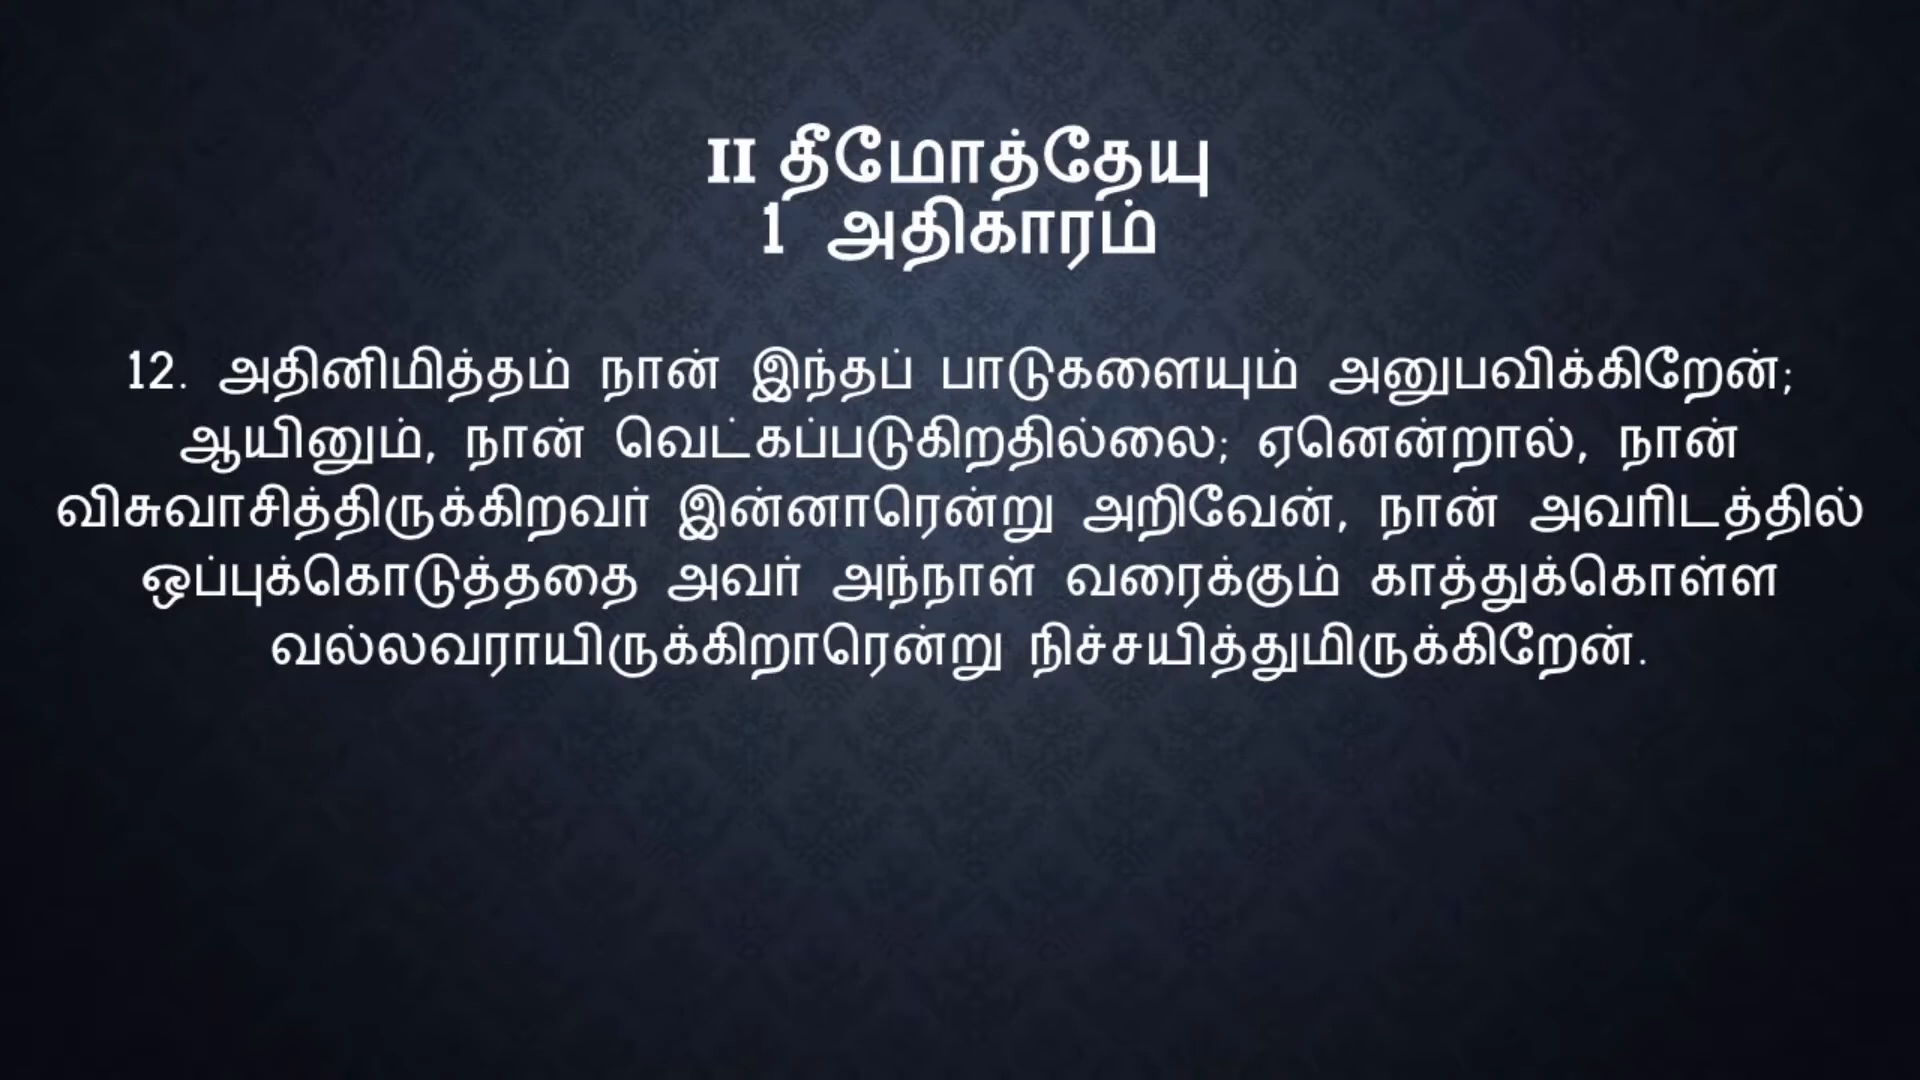 II தீமோத்தேயு
1 அதிகாரம்
12. அதினிமித்தம் நான் இந்தப் பாடுகளையும் அனுபவிக்கிறேன்;
ஆயினும், நான் வெட்கப்படுகிறதில்லை; ஏனென்றால், நான்
விசுவாசித்திருக்கிறவர் இன்னாரென்று அறிவேன், நான் அவரிடத்தில்
ஒப்புக்கொடுத்ததை அவர் அந்நாள் வரைக்கும் காத்துக்கொள்ள
வல்லவராயிருக்கிறாரென்று நிச்சயித்துமிருக்கிறேன்.